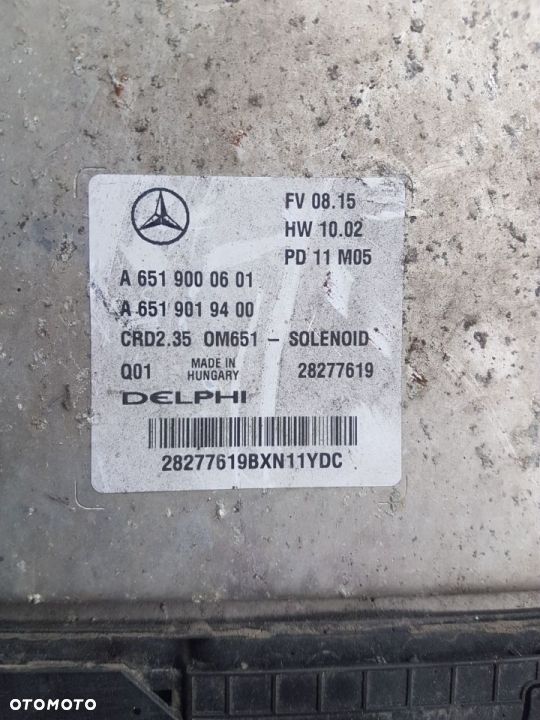 FV 08.15
HW 10.02
PD 11 M05
A 651 900 06 01
A 651 901 94 00
CRD2.35 OM651 - SOLENOID
Q01 MADE IN HUNGARY 28277619
DELPHI
28277619BXN11YDC
OTOMOTO